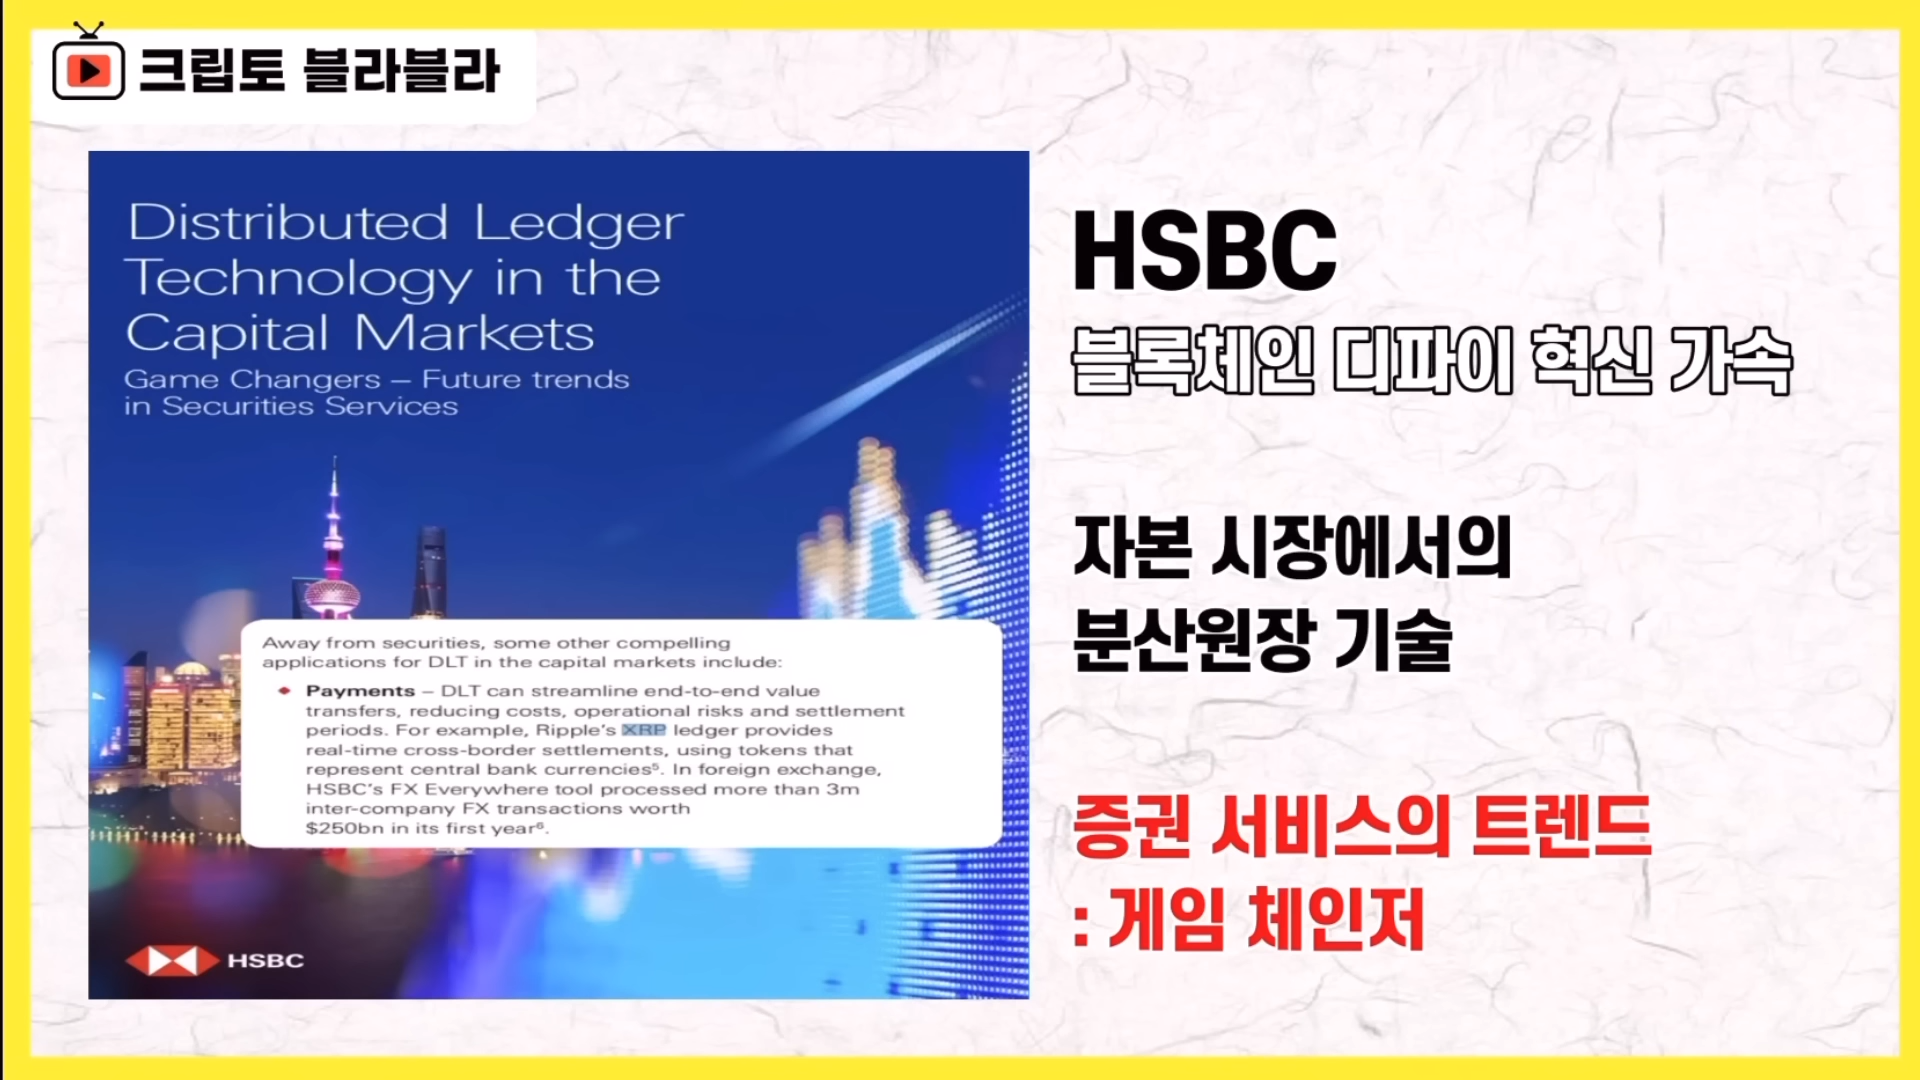 크립토 블라블라
Distributed Ledger
Technology in the
Capital Markets
Game Changers – Future trends
in Securities Services
Away from securities, some other compelling
applications for DLT in the capital markets include:
Payments – DLT can streamline end-to-end value
transfers, reducing costs, operational risks and settlement
periods. For example, Ripple's XRP ledger provides
real-time cross-border settlements, using tokens that
represent central bank currencies⁵. In foreign exchange,
HSBC's FX Everywhere tool processed more than 3m
inter-company FX transactions worth
$250bn in its first year⁶.
HSBC
HSBC
블록체인 디파이 혁신 가속
자본 시장에서의
분산원장 기술
증권 서비스의 트렌드
: 게임 체인저